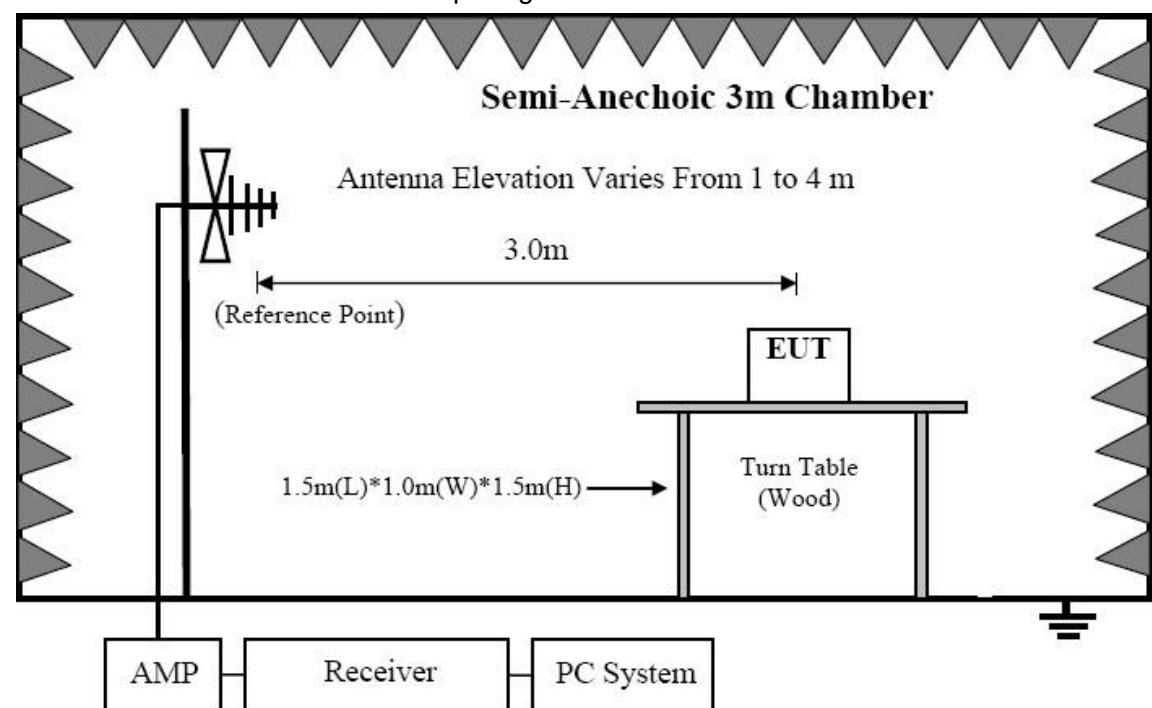 Semi-Anechoic 3m Chamber
Antenna Elevation Varies From 1 to 4 m
3.0m
(Reference Point)
EUT
1.5m(L)*1.0m(W)*1.5m(H)
Turn Table
(Wood)
AMP
Receiver
PC System